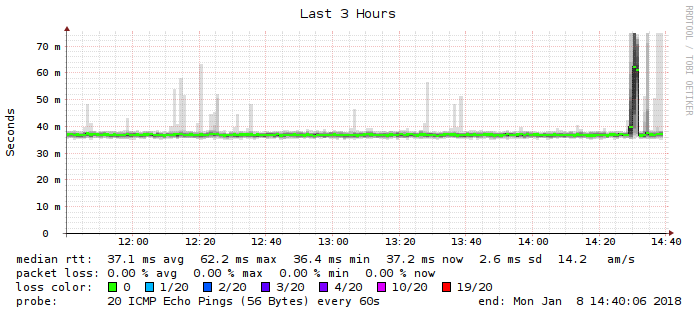 Last 3 Hours
RRDTOOL / TOBI OETIKER
Seconds
70 m
60 m
50 m
40 m
30 m
20 m
10 m
0
12:00 12:20 12:40 13:00 13:20 13:40 14:00 14:20 14:40
median rtt: 37.1 ms avg 62.2 ms max 36.4 ms min 37.2 ms now 2.6 ms sd 14.2 am/s
packet loss: 0.00 % avg 0.00 % max 0.00 % min 0.00 % now
loss color: 0 1/20 2/20 3/20 4/20 10/20 19/20
probe: 20 ICMP Echo Pings (56 Bytes) every 60s end: Mon Jan 8 14:40:06 2018